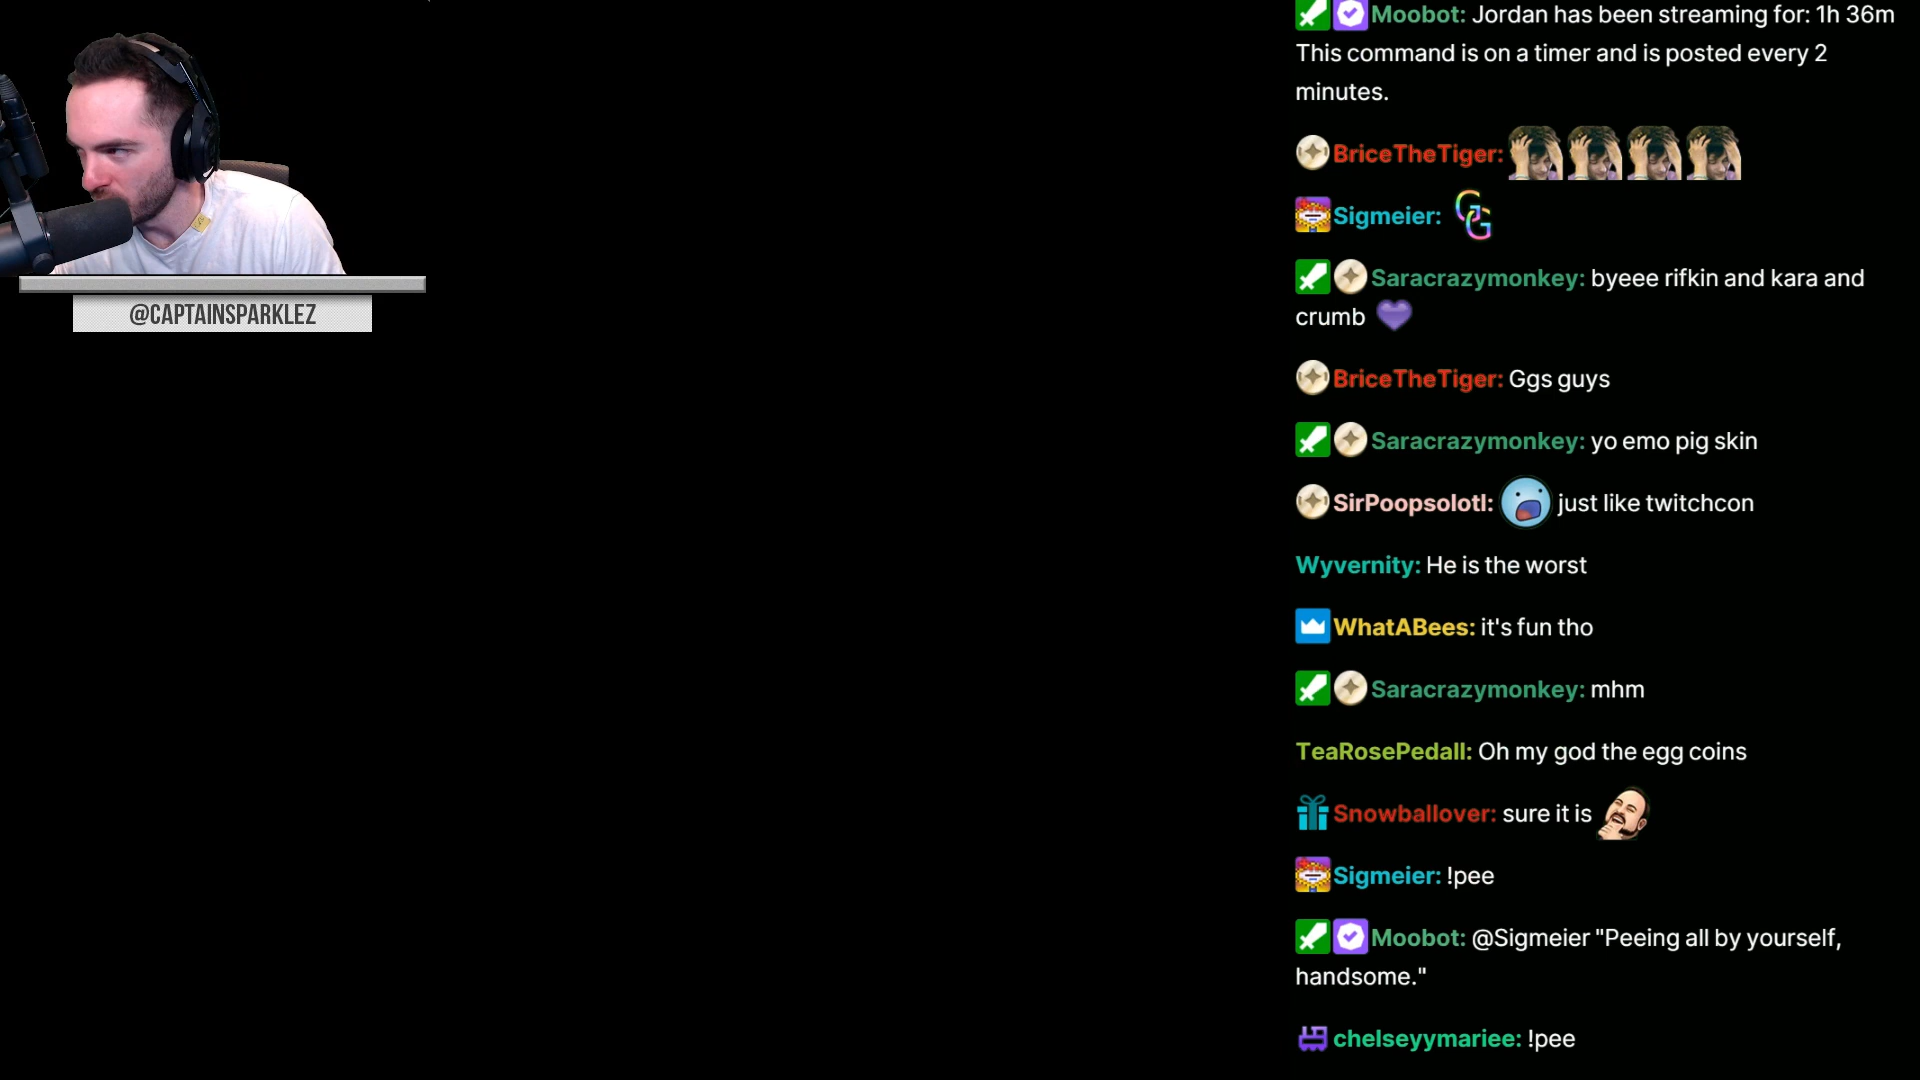 @CAPTAINSPARKLEZ
Moobot: Jordan has been streaming for: 1h 36m
This command is on a timer and is posted every 2
minutes.
BriceTheTiger:
Sigmeier: GG
Saracrazymonkey: byeee rifkin and kara and
crumb
BriceTheTiger: Ggs guys
Saracrazymonkey: yo emo pig skin
SirPoopsolotl: just like twitchcon
Wyvernity: He is the worst
WhatABees: it's fun tho
Saracrazymonkey: mhm
TeaRosePedall: Oh my god the egg coins
Snowballover: sure it is
Sigmeier: !pee
Moobot: @Sigmeier "Peeing all by yourself,
handsome."
chelseyymariee: !pee